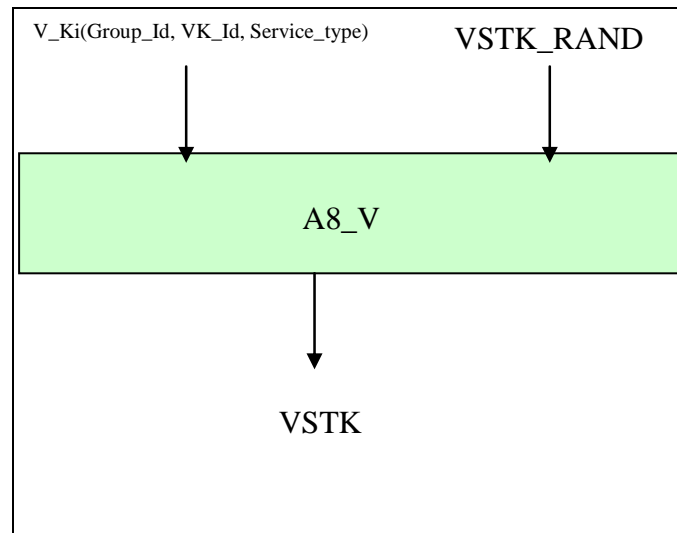 V_Ki(Group_Id, VK_Id, Service_type)
VSTK_RAND
A8_V
VSTK